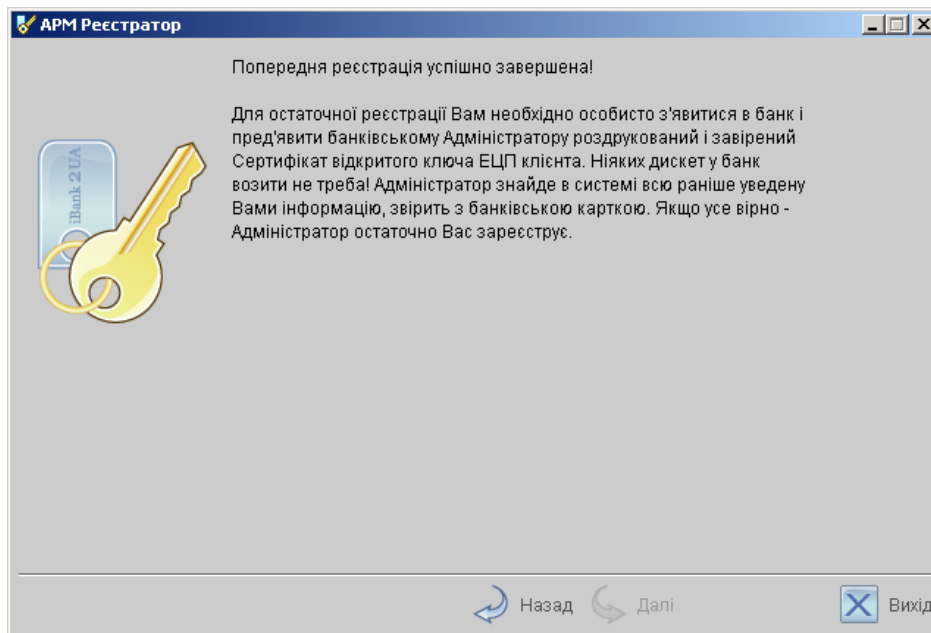 АРМ Реєстратор
Попередня реєстрація успішно завершена!
Для остаточної реєстрації Вам необхідно особисто з'явитися в банк і
пред'явити банківському Адміністратору роздрукований і завірений
Сертифікат відкритого ключа ЕЦП клієнта. Ніяких дискет у банк
возити не треба! Адміністратор знайде в системі всю раніше уведену
Вами інформацію, звірить з банківською карткою. Якщо усе вірно -
Адміністратор остаточно Вас зареєструє.
iBank 2 UA
Назад Далі Вихід